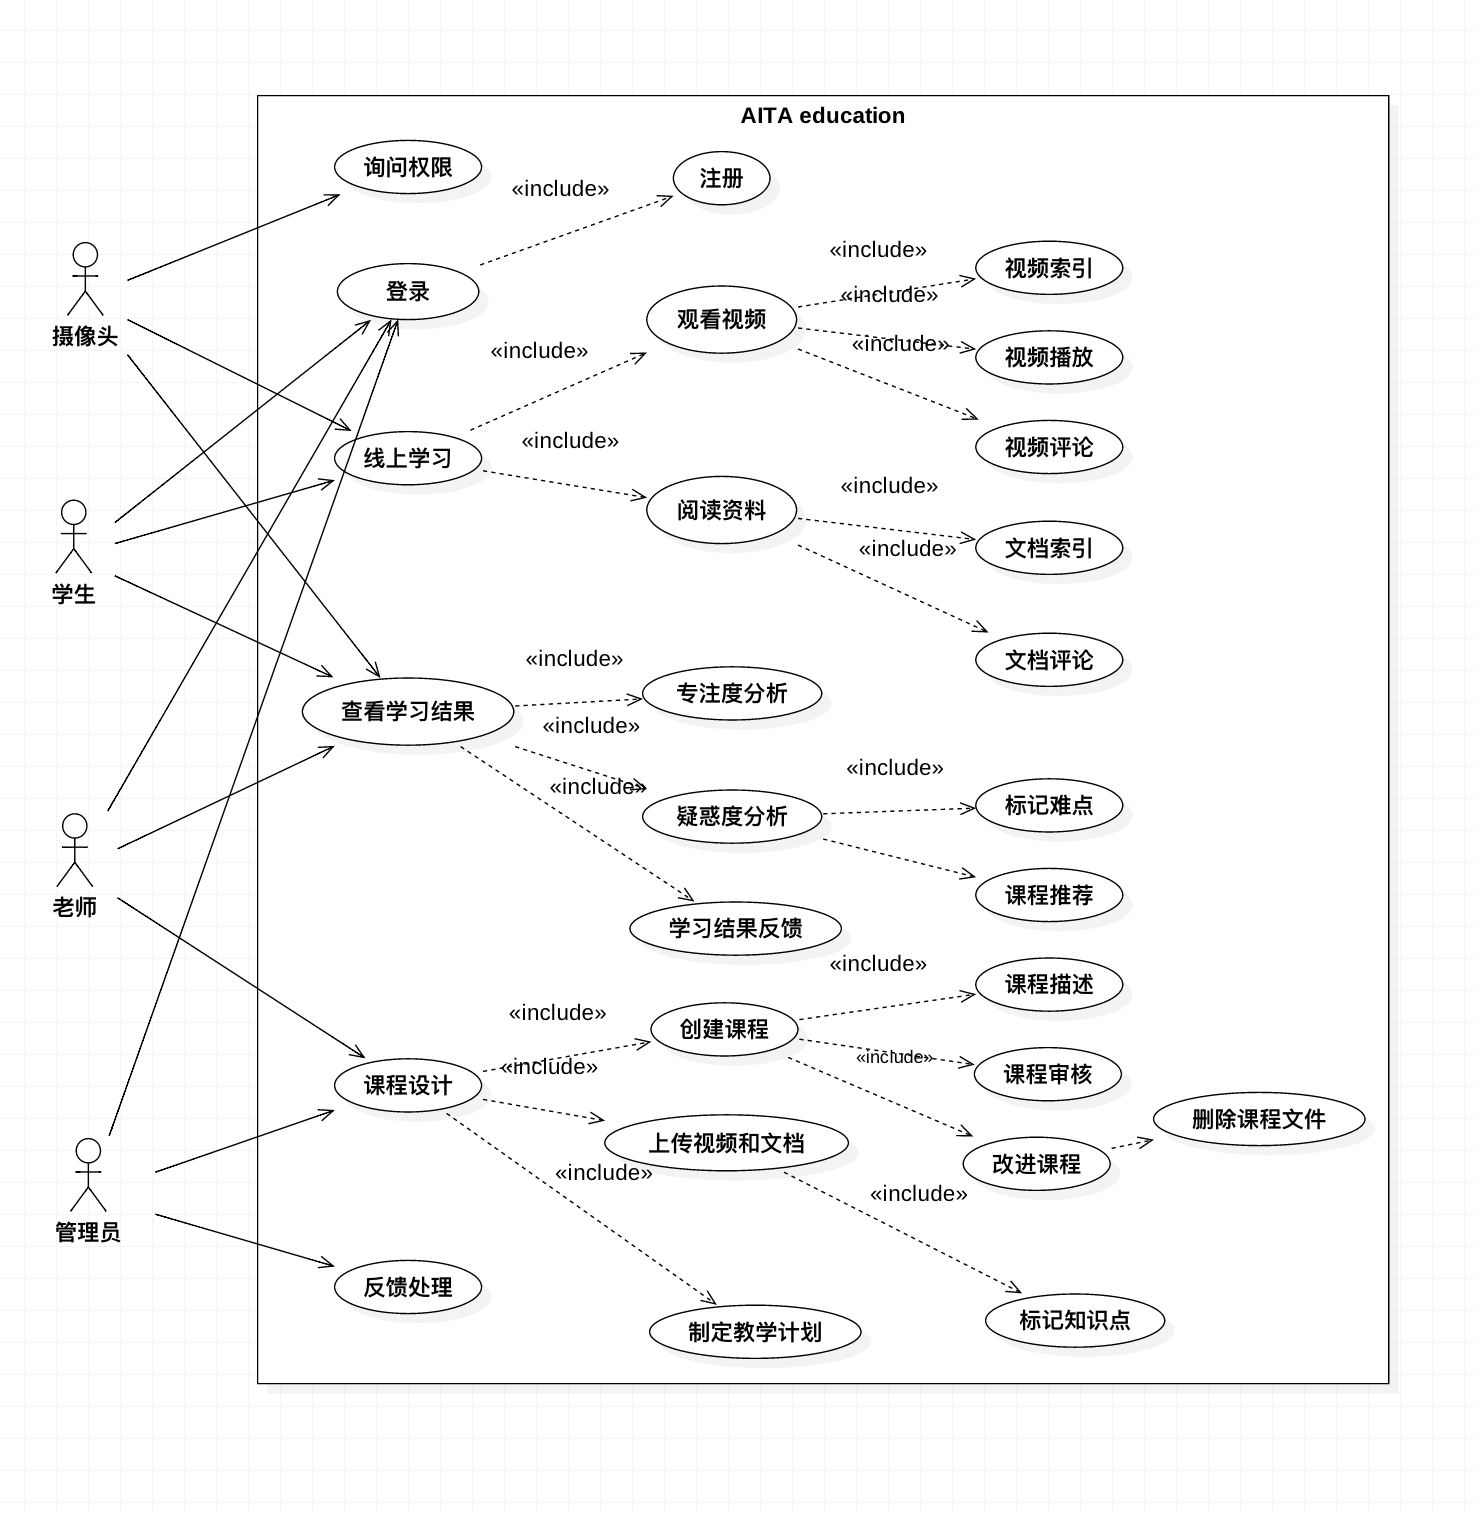 AITA education
询问权限
«include»
注册
摄像头
登录
«include»
视频索引
«include»
观看视频
«include»
视频播放
«include»
«include»
视频评论
线上学习
«include»
阅读资料
«include»
文档索引
«include»
文档评论
学生
查看学习结果
«include»
专注度分析
«include»
«include»
疑惑度分析
«include»
标记难点
课程推荐
学习结果反馈
老师
课程设计
«include»
创建课程
«include»
课程描述
«include»
«include»
课程审核
上传视频和文档
改进课程
删除课程文件
«include»
«include»
管理员
反馈处理
制定教学计划
标记知识点